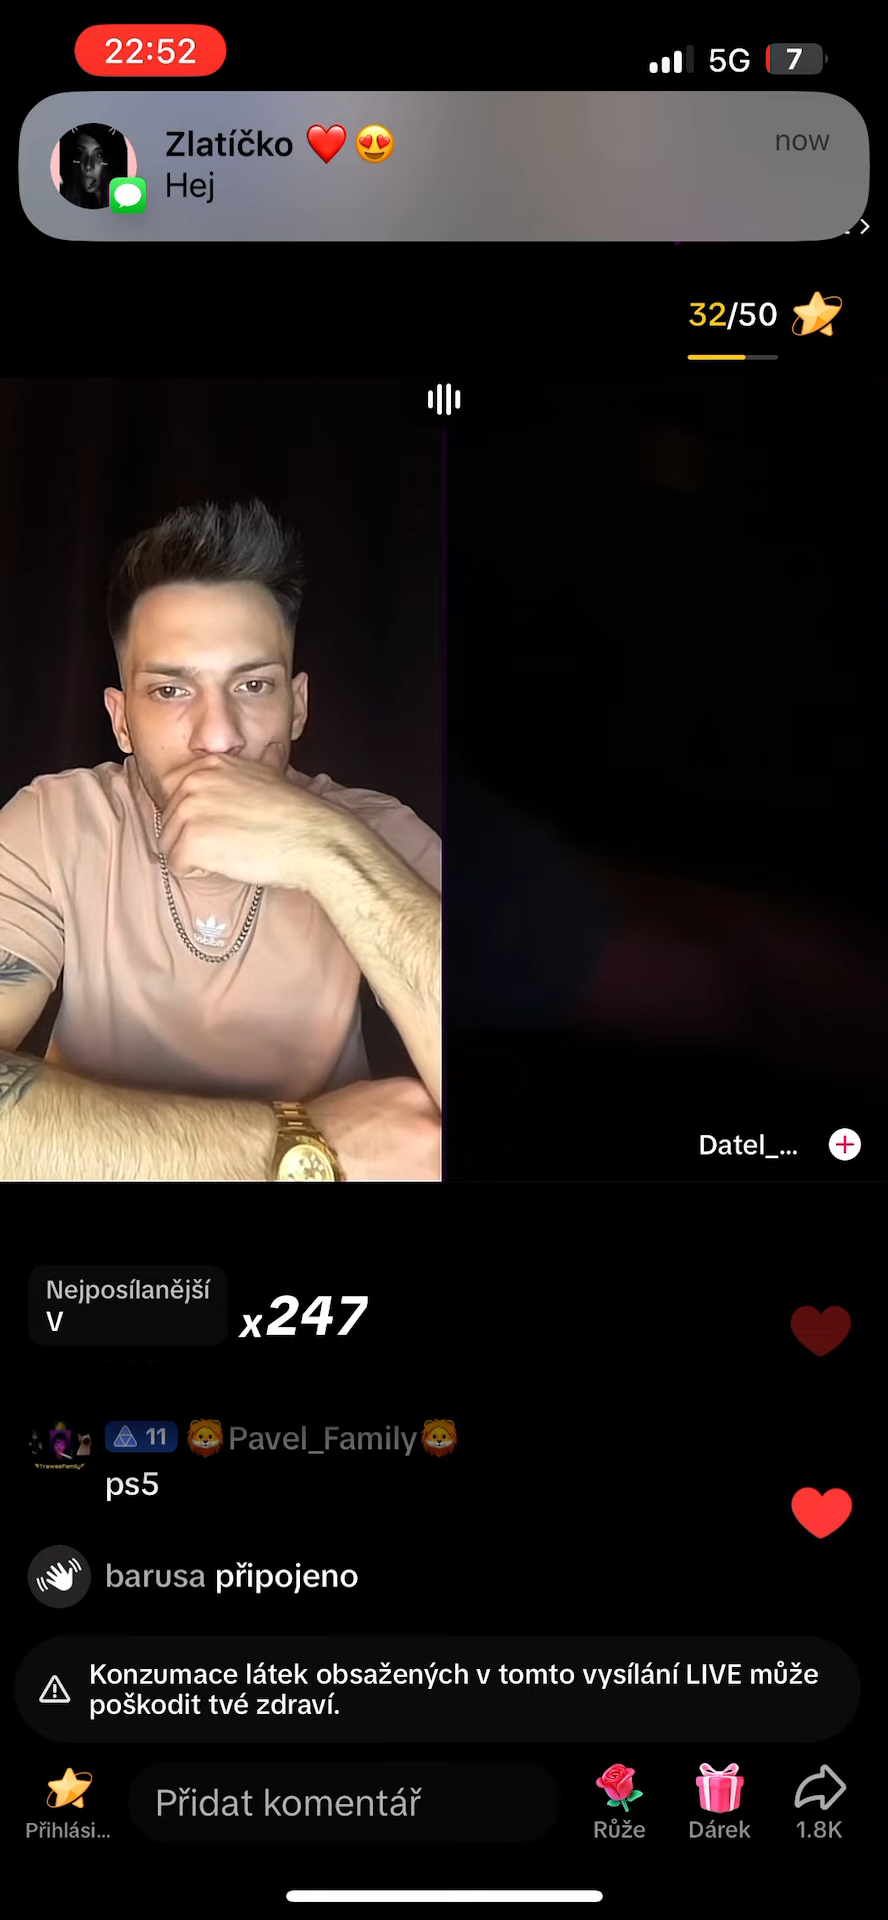 22:52
5G
7
Zlatíčko ❤️😍
now
Hej
32/50
adidas
Datel_...
Nejposílanější
V
x247
11 🦁Pavel_Family🦁
ps5
barusa připojeno
Konzumace látek obsažených v tomto vysílání LIVE může
poškodit tvé zdraví.
Přihlási...
Přidat komentář
Růže
Dárek
1.8K